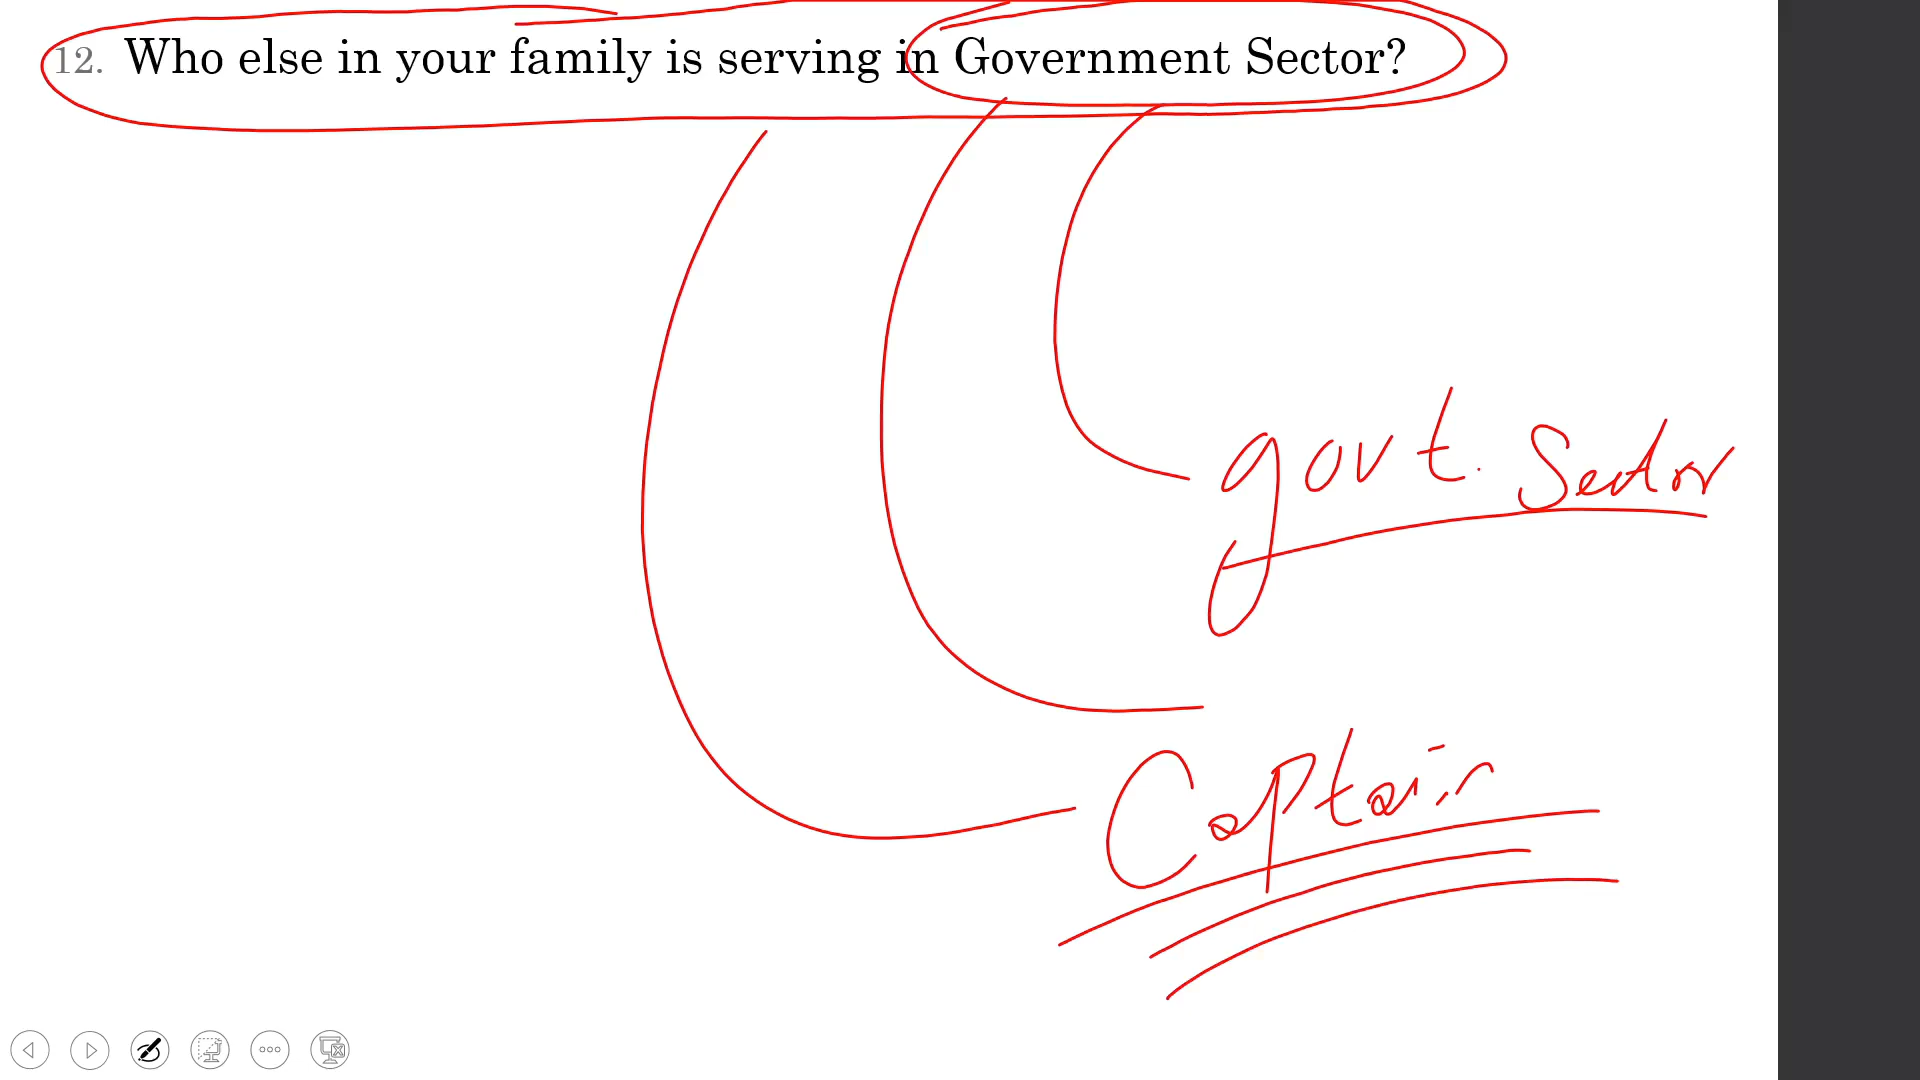 12. Who else in your family is serving in Government Sector?
govt. Sector
Captain